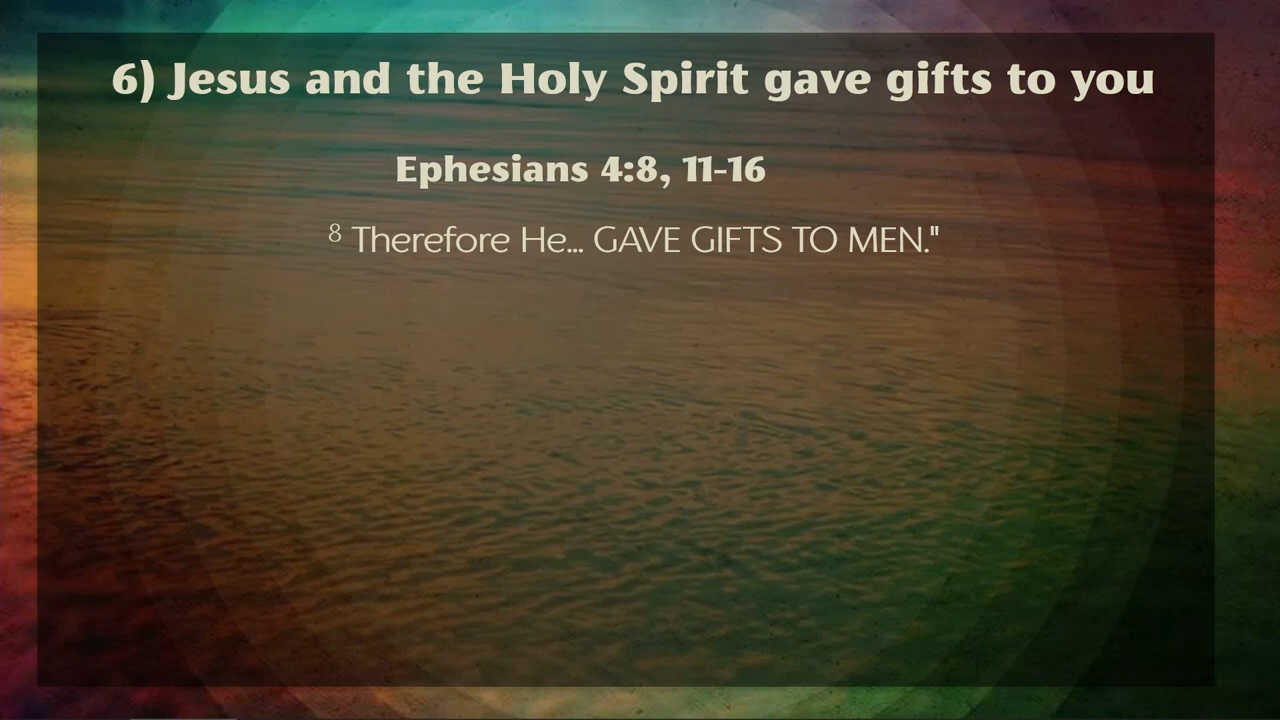 6) Jesus and the Holy Spirit gave gifts to you
Ephesians 4:8, 11-16
8 Therefore He... GAVE GIFTS TO MEN."